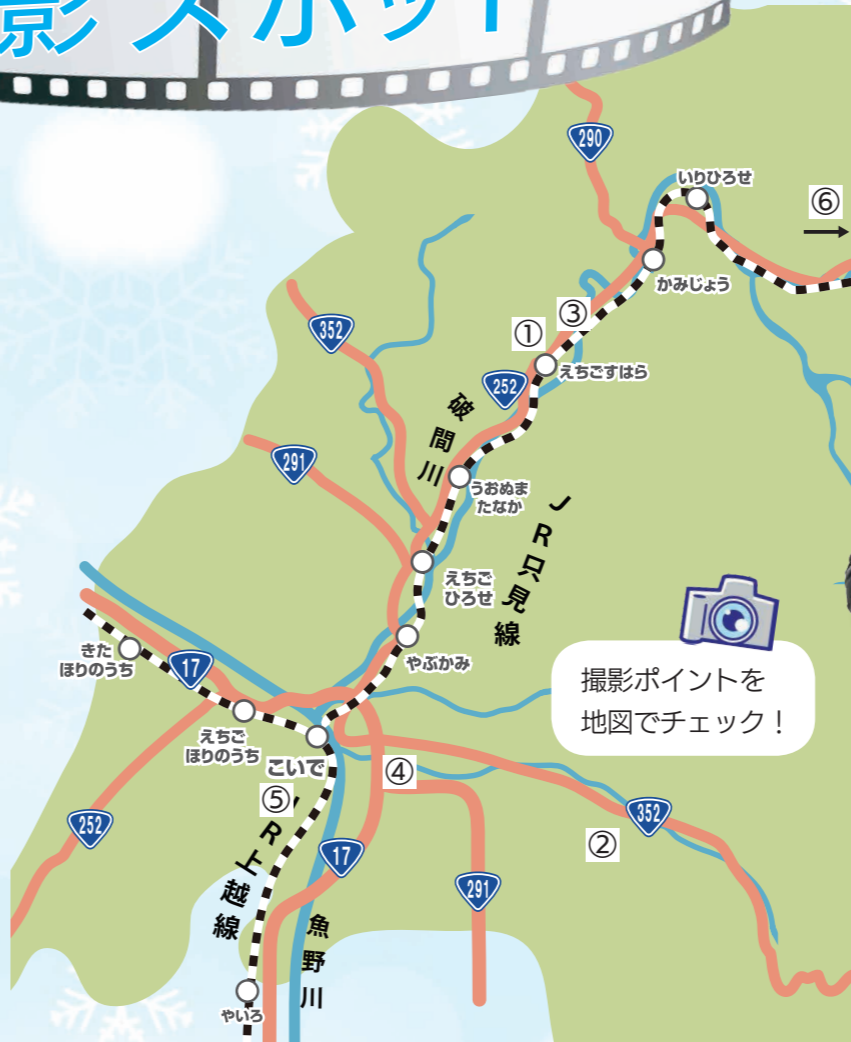 影スポット
290
いりひろせ
⑥
かみじょう
③
①
えちごすはら
352
252
破間川
291
うおぬま
たなか
JR只見線
えちご
ひろせ
きた
ほりのうち
17
やぶかみ
撮影ポイントを
地図でチェック！
えちご
ほりのうち
こいで
④
⑤
JR上越線
252
17
352
②
291
魚野川
やいろ